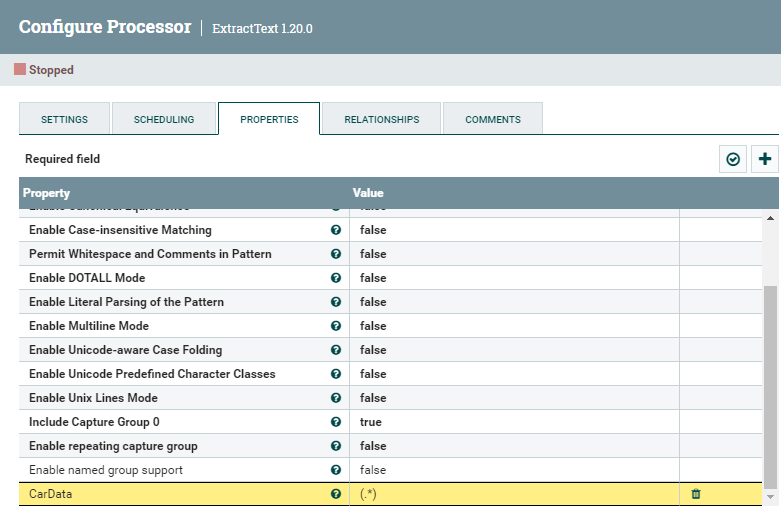 Configure Processor | ExtractText 1.20.0
Stopped
SETTINGS SCHEDULING PROPERTIES RELATIONSHIPS COMMENTS
Required field
Property Value
Enable Case-insensitive Matching false
Permit Whitespace and Comments in Pattern false
Enable DOTALL Mode false
Enable Literal Parsing of the Pattern false
Enable Multiline Mode false
Enable Unicode-aware Case Folding false
Enable Unicode Predefined Character Classes false
Enable Unix Lines Mode false
Include Capture Group 0 true
Enable repeating capture group false
Enable named group support false
CarData (.*)